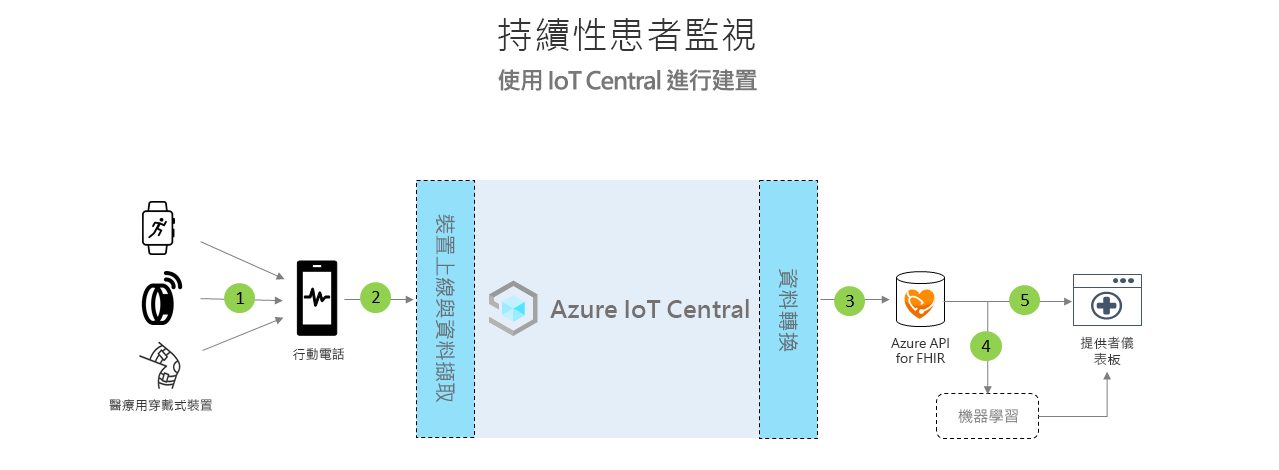 持續性患者監視
使用 IoT Central 進行建置
1
2
3
4
5
醫療用穿戴式裝置
行動電話
裝置上線與資料擷取
Azure IoT Central
資料轉換
Azure API
for FHIR
提供者儀
表板
機器學習